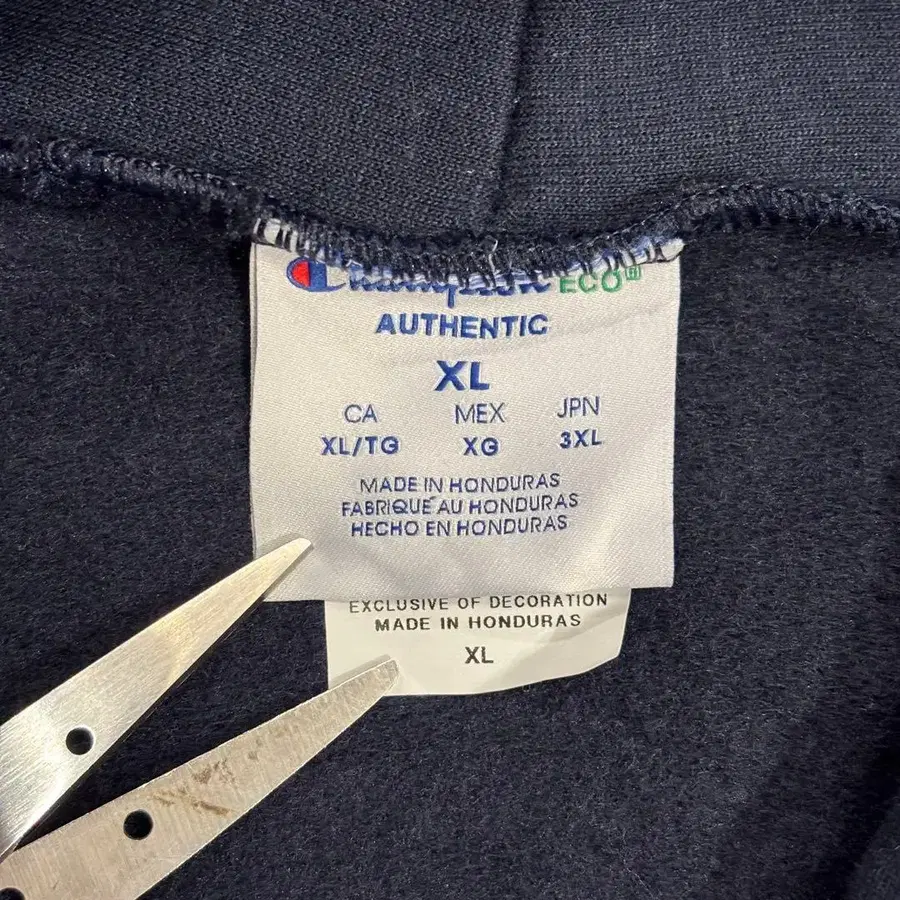 Champion ECO
AUTHENTIC
XL
CA MEX JPN
XL/TG XG 3XL
MADE IN HONDURAS
FABRIQUÉ AU HONDURAS
HECHO EN HONDURAS
EXCLUSIVE OF DECORATION
MADE IN HONDURAS
XL